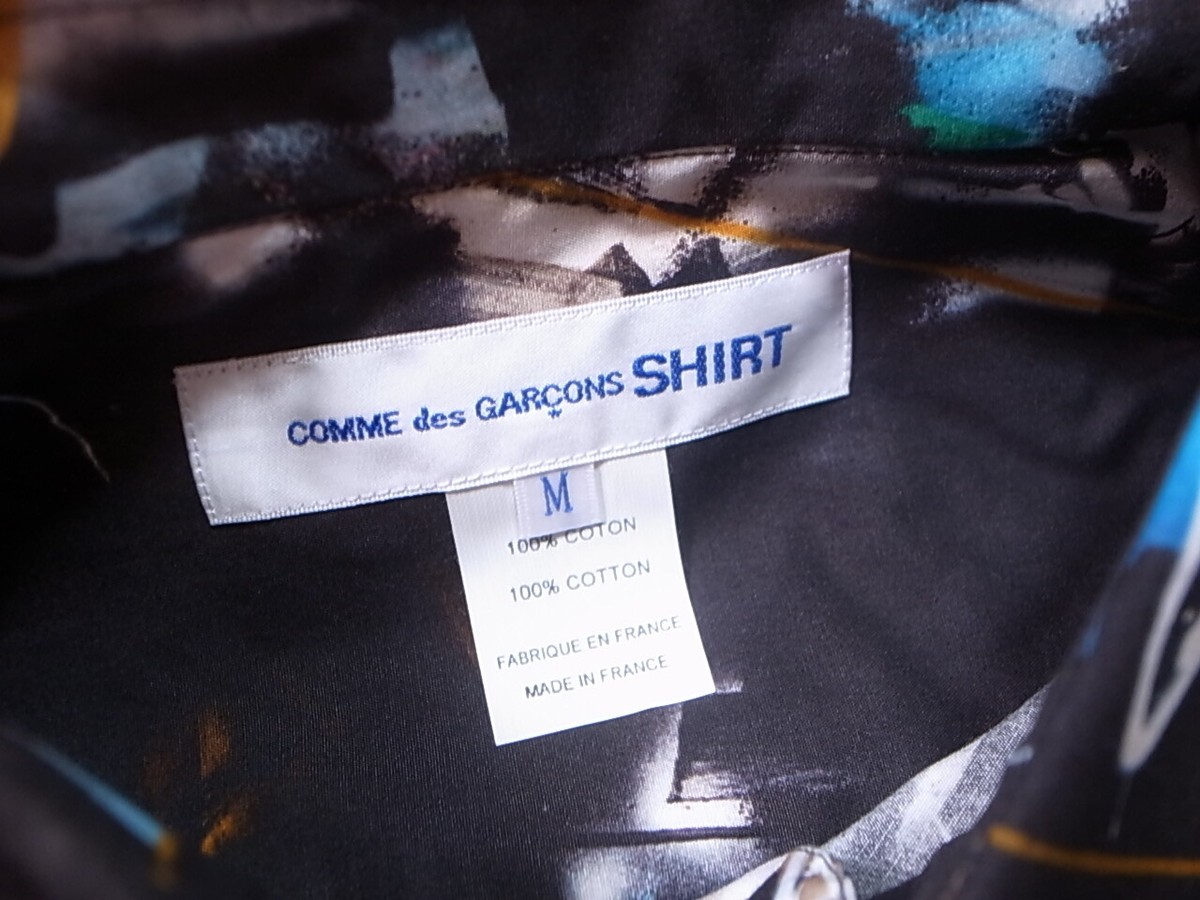 COMME des GARÇONS SHIRT
M
100% COTON
100% COTTON
FABRIQUE EN FRANCE
MADE IN FRANCE